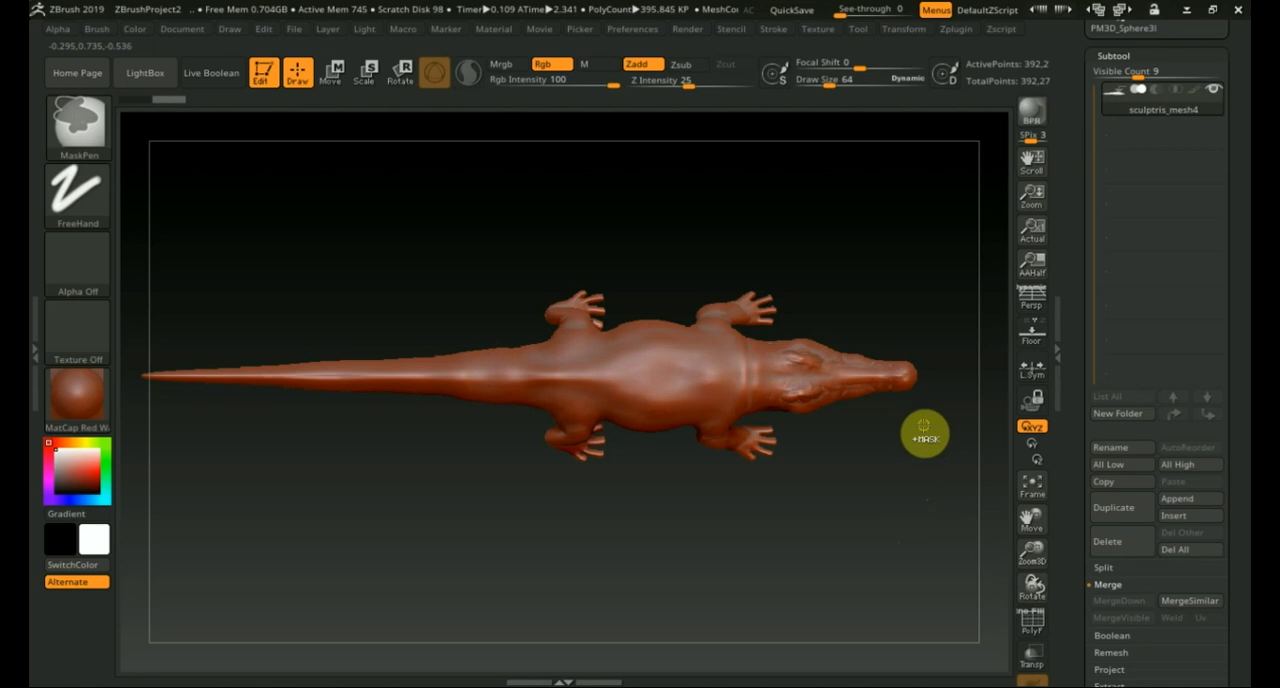 ZBrush 2019 ZBrushProject2 .. • Free Mem 0.704GB • Active Mem 745 • Scratch Disk 98 • Timer▶0.109 ATime▶2.341 • PolyCount▶395.845 KP • MeshCou AC QuickSave See-through 0 Menus DefaultZScript
Alpha Brush Color Document Draw Edit File Layer Light Macro Marker Material Movie Picker Preferences Render Stencil Stroke Texture Tool Transform Zplugin Zscript
PM3D_Sphere3I
-0.295,0.735,-0.536
Subtool
Visible Count 9
Home Page LightBox Live Boolean Edit Draw Move Scale Rotate
Mrgb Rgb M Zadd Zsub Zcut
Rgb Intensity 100 Z Intensity 25
S Focal Shift 0
Draw Size 64 Dynamic D
ActivePoints: 392,2
TotalPoints: 392,27
sculptris_mesh4
MaskPen
FreeHand
Alpha Off
Texture Off
MatCap Red W
Gradient
SwitchColor
Alternate
+MASK
BPR
SPix 3
Scroll
Zoom
Actual
AAHalf
Dynamic
Persp
Floor
L.Sym
XYZ
Frame
Move
Zoom3D
Rotate
PolyF
Transp
List All
New Folder
Rename AutoReorder
All Low All High
Copy Paste
Duplicate Append
Insert
Delete Del Other
Del All
Split
Merge
MergeDown MergeSimilar
MergeVisible Weld Uv
Boolean
Remesh
Project
Extract